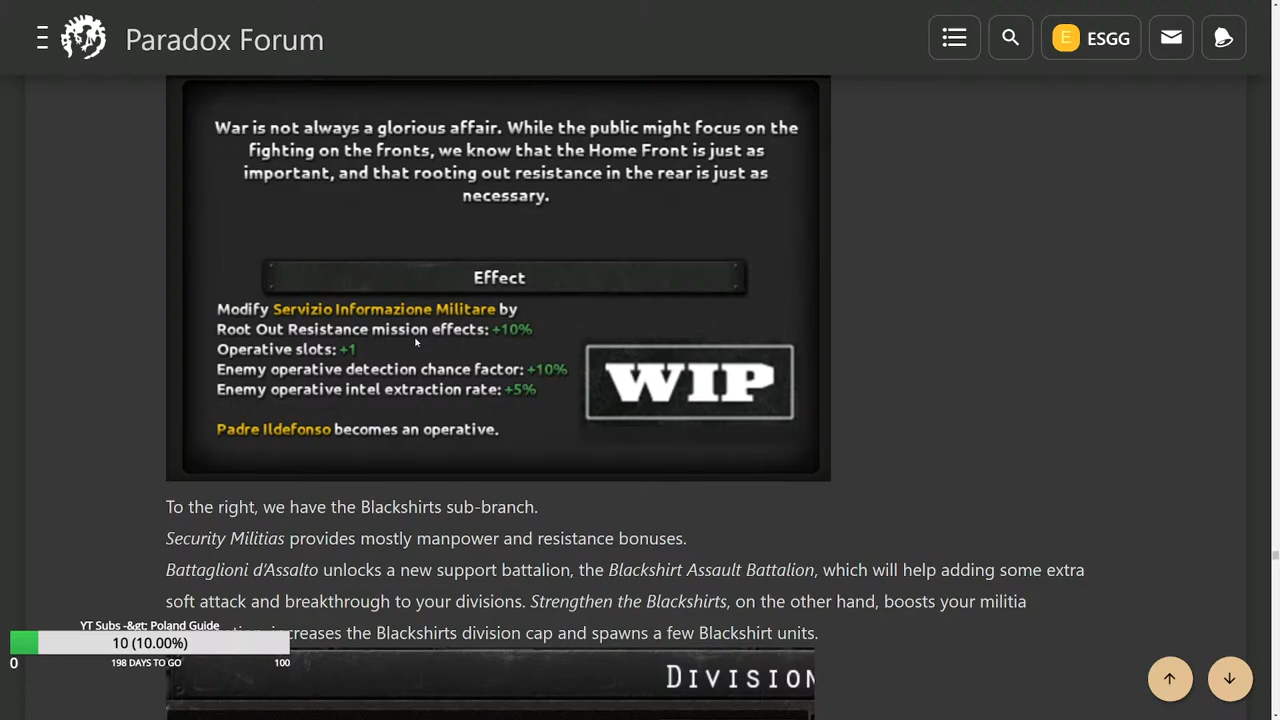 Paradox Forum
E ESGG
War is not always a glorious affair. While the public might focus on the
fighting on the fronts, we know that the Home Front is just as
important, and that rooting out resistance in the rear is just as
necessary.
Effect
Modify Servizio Informazione Militare by
Root Out Resistance mission effects: +10%
Operative slots: +1
Enemy operative detection chance factor: +10%
Enemy operative intel extraction rate: +5%
Padre Ildefonso becomes an operative.
WIP
To the right, we have the Blackshirts sub-branch.
Security Militias provides mostly manpower and resistance bonuses.
Battaglioni d'Assalto unlocks a new support battalion, the Blackshirt Assault Battalion, which will help adding some extra
soft attack and breakthrough to your divisions. Strengthen the Blackshirts, on the other hand, boosts your militia
increases the Blackshirts division cap and spawns a few Blackshirt units.
YT Subs -&gt; Poland Guide
10 (10.00%)
0 198 DAYS TO GO 100
DIVISION